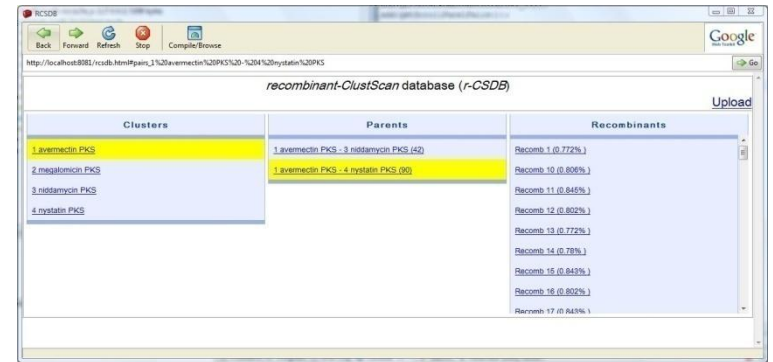 RCSDB
Back Forward Refresh Stop Compile/Browse
Google
http://localhost:8081/rcsdb.html#pairs_1%20avermectin%20PKS%20-%204%20nystatin%20PKS
Go
recombinant-ClustScan database (r-CSDB)
Upload
Clusters
1 avermectin PKS
2 megalomicin PKS
3 niddamycin PKS
4 nystatin PKS
Parents
1 avermectin PKS - 3 niddamycin PKS (42)
1 avermectin PKS - 4 nystatin PKS (90)
Recombinants
Recomb 1 (0.772% )
Recomb 10 (0.806% )
Recomb 11 (0.845% )
Recomb 12 (0.802% )
Recomb 13 (0.772% )
Recomb 14 (0.78% )
Recomb 15 (0.843% )
Recomb 16 (0.802% )
Recomb 17 (0.843% )